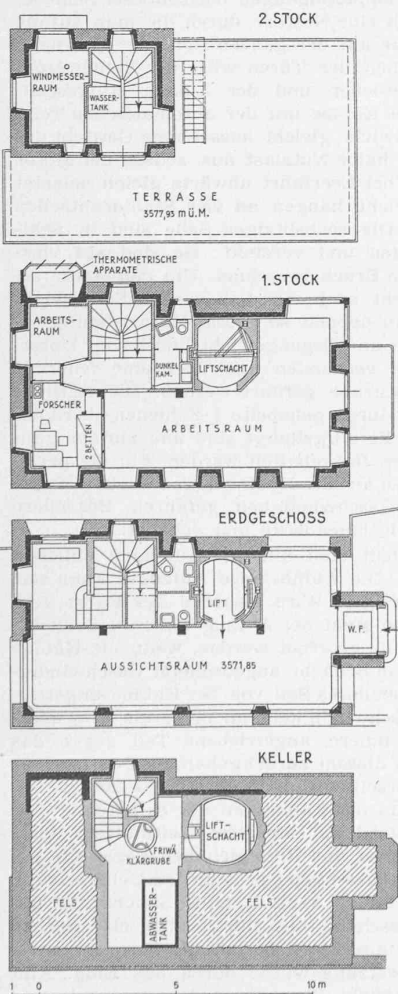 2.STOCK
WINDMESSER-
RAUM
WASSER-
TANK
TERRASSE
3577,93 m ü.M.
THERMOMETRISCHE
APPARATE
1.STOCK
ARBEITS-
RAUM
DUNKEL
KAM.
LIFTSCHACHT
FORSCHER
2 BETTEN
ARBEITSRAUM
ERDGESCHOSS
LIFT
W.F.
AUSSICHTSRAUM 3571,85
KELLER
LIFT-
SCHACHT
FRIWA
KLÄRGRUBE
FELS
ABWASSER-
TANK
FELS
1 0 5 10 m